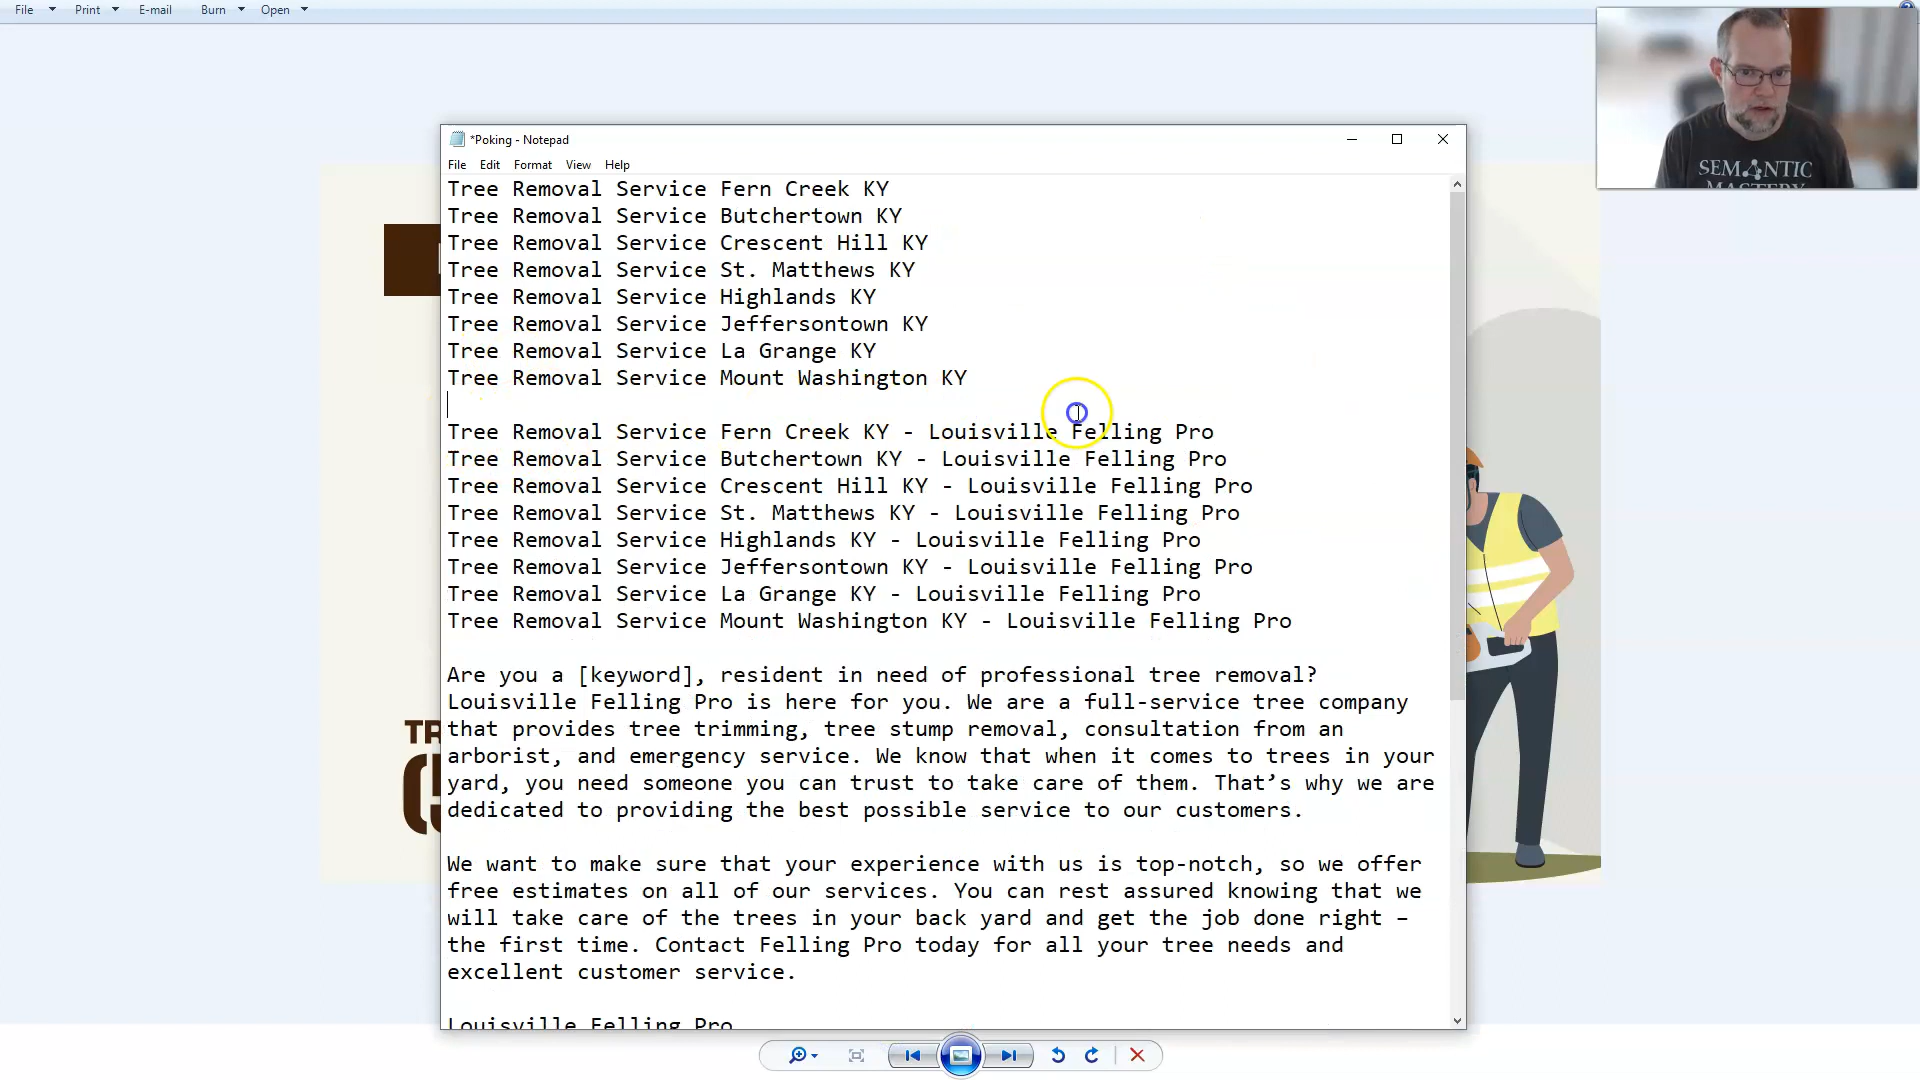 File Print E-mail Burn Open
SEMANTIC
MASTERY
*Poking - Notepad
File Edit Format View Help
Tree Removal Service Fern Creek KY
Tree Removal Service Butchertown KY
Tree Removal Service Crescent Hill KY
Tree Removal Service St. Matthews KY
Tree Removal Service Highlands KY
Tree Removal Service Jeffersontown KY
Tree Removal Service La Grange KY
Tree Removal Service Mount Washington KY
Tree Removal Service Fern Creek KY - Louisville Felling Pro
Tree Removal Service Butchertown KY - Louisville Felling Pro
Tree Removal Service Crescent Hill KY - Louisville Felling Pro
Tree Removal Service St. Matthews KY - Louisville Felling Pro
Tree Removal Service Highlands KY - Louisville Felling Pro
Tree Removal Service Jeffersontown KY - Louisville Felling Pro
Tree Removal Service La Grange KY - Louisville Felling Pro
Tree Removal Service Mount Washington KY - Louisville Felling Pro
Are you a [keyword], resident in need of professional tree removal?
Louisville Felling Pro is here for you. We are a full-service tree company
that provides tree trimming, tree stump removal, consultation from an
arborist, and emergency service. We know that when it comes to trees in your
yard, you need someone you can trust to take care of them. That’s why we are
dedicated to providing the best possible service to our customers.
We want to make sure that your experience with us is top-notch, so we offer
free estimates on all of our services. You can rest assured knowing that we
will take care of the trees in your back yard and get the job done right –
the first time. Contact Felling Pro today for all your tree needs and
excellent customer service.
Louisville Felling Pro
TR